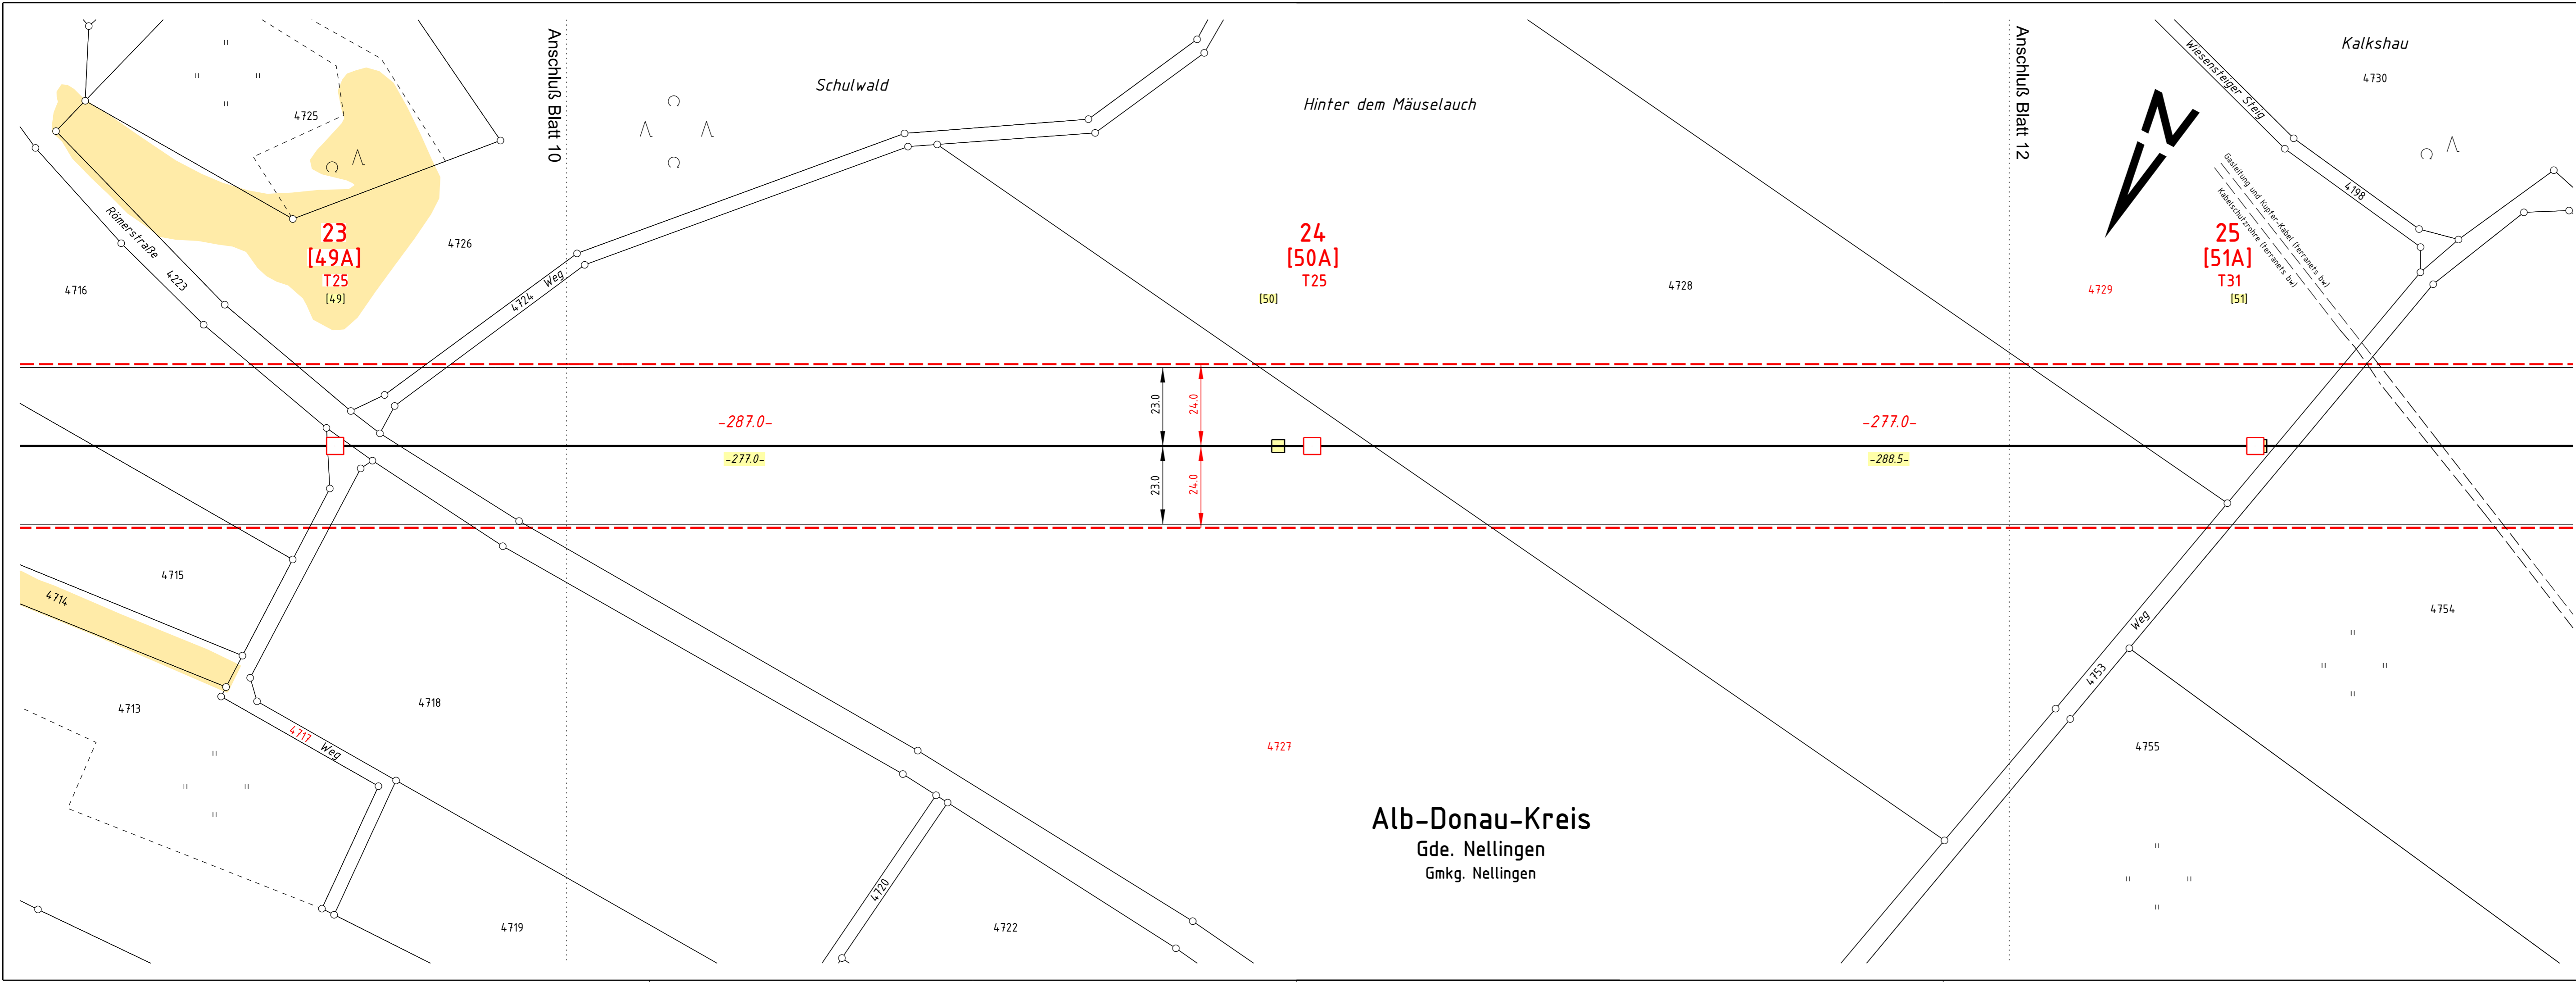 Anschluß Blatt 10
Anschluß Blatt 12
Schulwald
Hinter dem Mäuselauch
Kalkshau
4730
Wiesensteiger Steig
4198
N
Gasleitung und Kupfer-Kabel (terranets bw)
Kabelschutzrohre (terranets bw)
4725
Römerstraße
4223
23
[49A]
T25
[49]
4726
4716
4724 Weg
24
[50A]
T25
[50]
4728
25
[51A]
T31
[51]
4729
-287.0-
-277.0-
23.0
24.0
23.0
24.0
-277.0-
-288.5-
4715
4714
4713
4718
4717 Weg
4719
4720
4722
4727
Alb-Donau-Kreis
Gde. Nellingen
Gmkg. Nellingen
Weg
4753
4754
4755